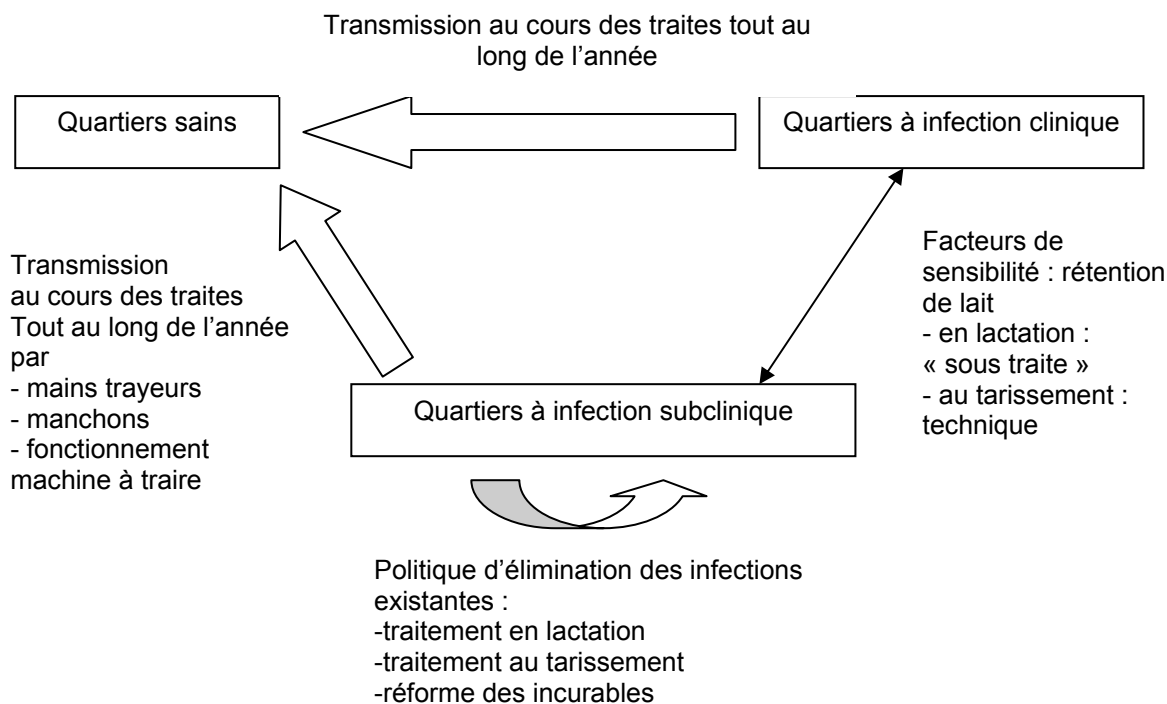 Transmission au cours des traites tout au
long de l’année
Quartiers sains
Quartiers à infection clinique
Transmission
au cours des traites
Tout au long de l’année
par
- mains trayeurs
- manchons
- fonctionnement
machine à traire
Facteurs de
sensibilité : rétention
de lait
- en lactation :
« sous traite »
- au tarissement :
technique
Quartiers à infection subclinique
Politique d’élimination des infections
existantes :
-traitement en lactation
-traitement au tarissement
-réforme des incurables